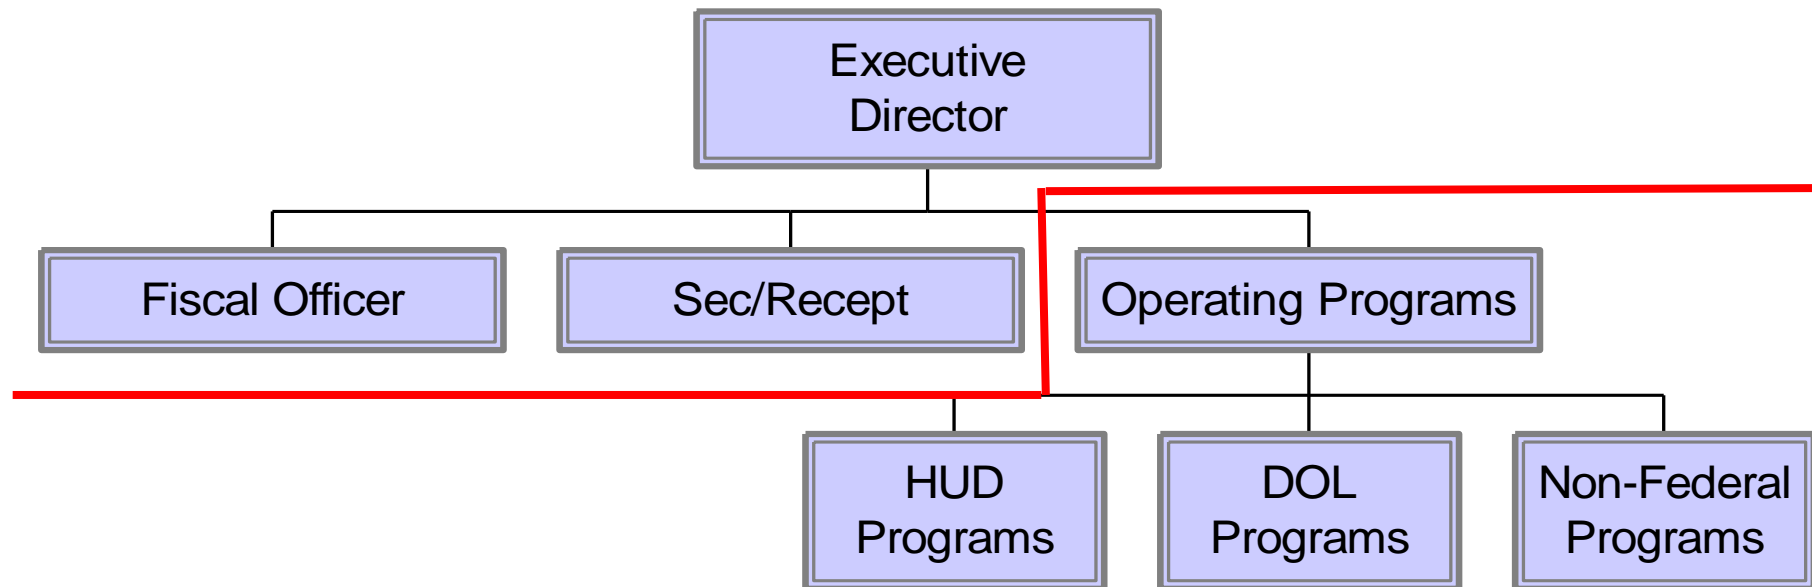 Executive
Director
Fiscal Officer
Sec/Recept
Operating Programs
HUD
Programs
DOL
Programs
Non-Federal
Programs